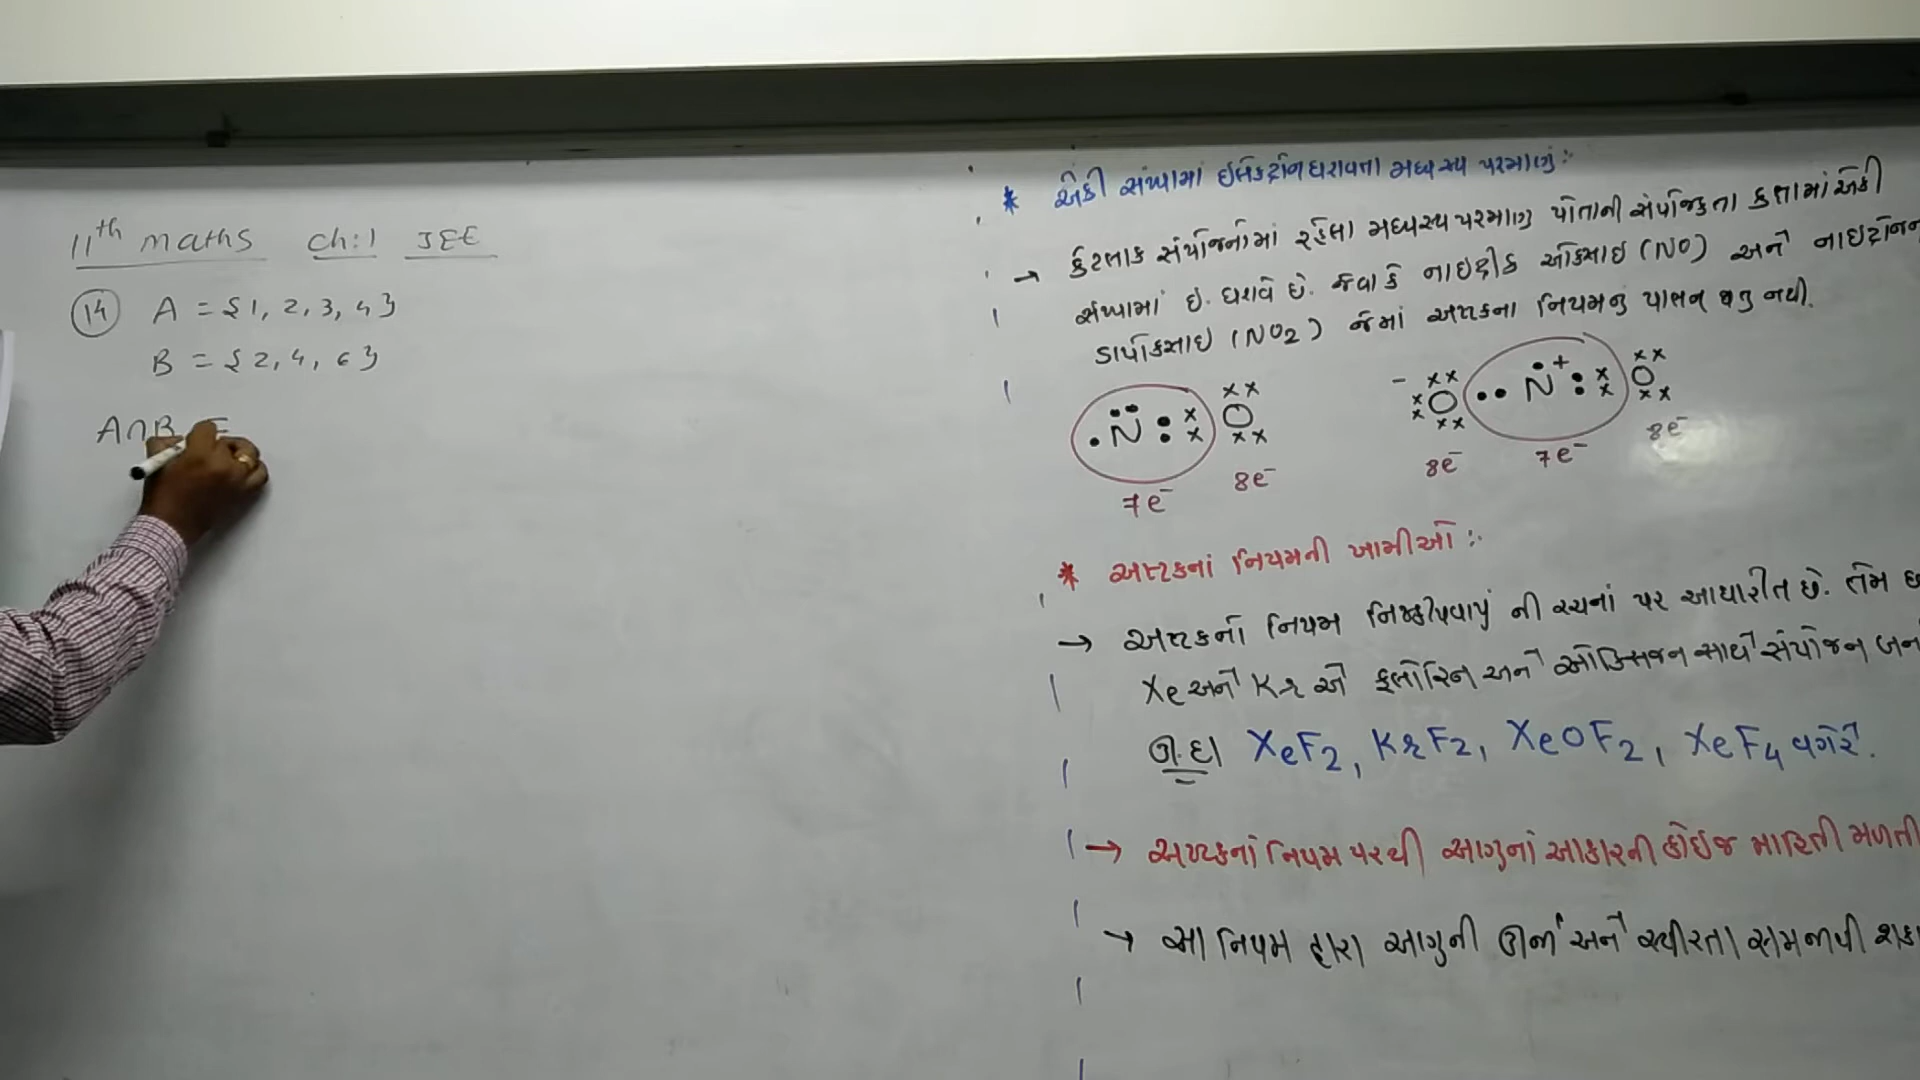 11th maths ch:1 JEE
14 A = {1, 2, 3, 4}
B = {2, 4, 6}
A∩B =
* એકી સંખ્યામાં ઈલેકટ્રોન ધરાવતા મધ્યસ્થ પરમાણું :-
→ કેટલાક સંયોજનોમાં રહેલા મધ્યસ્થ પરમાણુ પોતાની સંયોજકતા કક્ષામાં એકી
સંખ્યામાં ઇ. ધરાવે છે. જેવા કે નાઇટ્રીક ઓકસાઇ (NO) અને નાઇટ્રોજન
ડાયોકસાઇ (NO2) જેમાં અષ્ટકના નિયમનું પાલન થતુ નથી.
N O O N + O
7e- 8e- 8e- 7e- 8e-
* અષ્ટકનાં નિયમની ખામીઓ :-
→ અષ્ટકનો નિયમ નિષ્ક્રીયવાયું ની રચનાં પર આધારીત છે. તેમ છ
Xe અને Kr એ ફ્લોરિન અને ઓક્સિજન સાથે સંયોજન બન
ઊ.દા XeF2, KrF2, XeOF2, XeF4 વગેરે.
→ અષ્ટકનાં નિયમ પરથી આણુનાં આકારની કોઇજ માહિતી મળતી
→ આ નિયમ દ્વારા આણુની ઊર્જા અને સ્થીરતા સમજાવી શકા